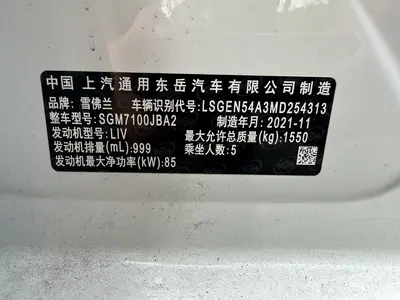 中国 上汽通用东岳汽车有限公司制造
品牌:雪佛兰 车辆识别代号:LSGEN54A3MD254313
整车型号:SGM7100JBA2 制造年月:2021-11
发动机型号:LIV 最大允许总质量(kg):1550
发动机排量(mL):999 乘坐人数:5
发动机最大净功率(kW):85